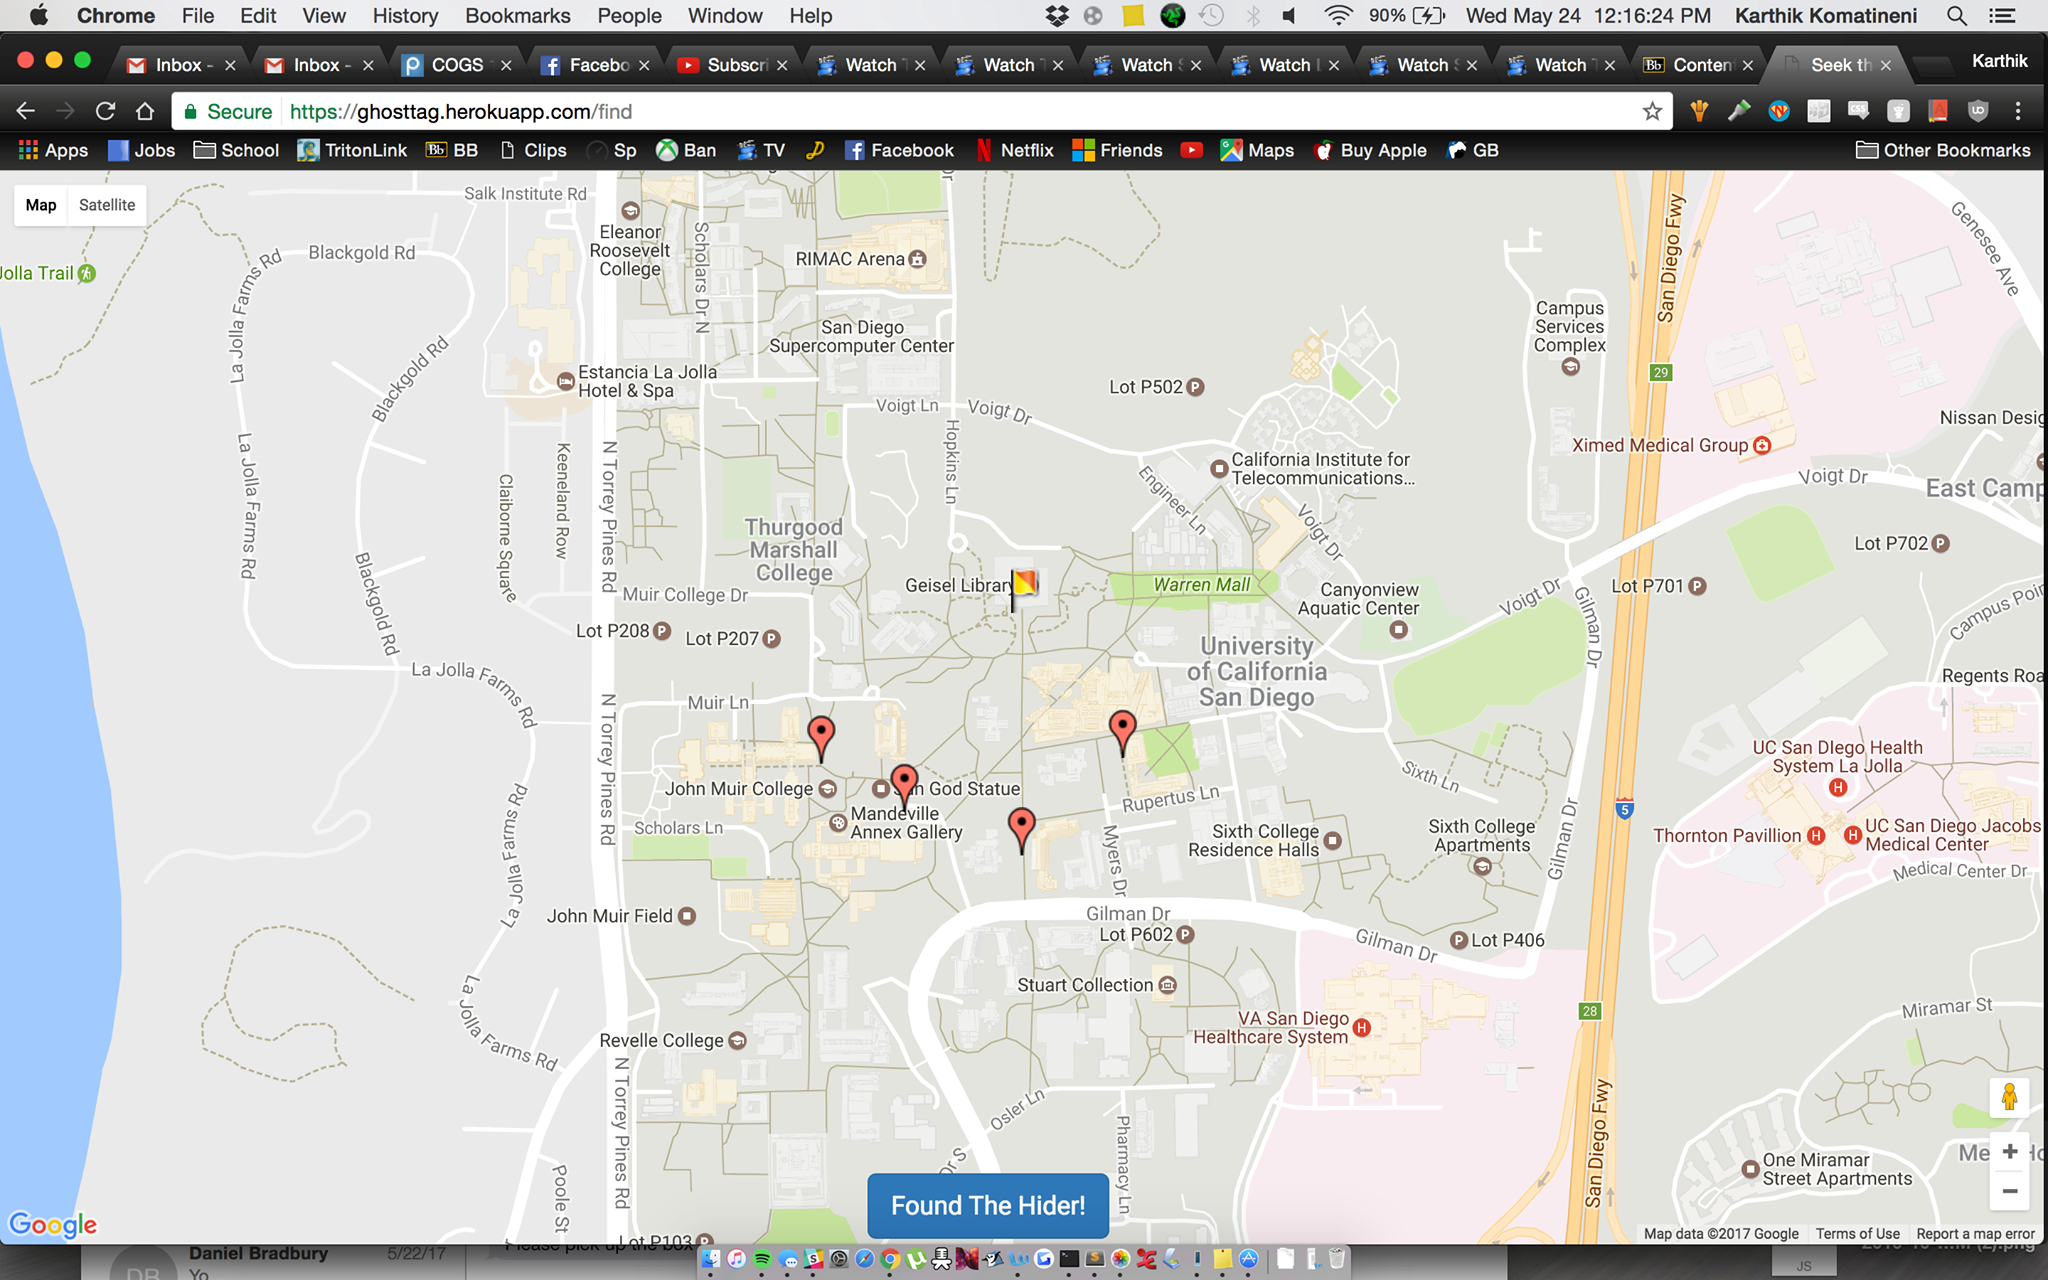 Chrome File Edit View History Bookmarks People Window Help 90% Wed May 24 12:16:24 PM Karthik Komatineni
Inbox - Inbox - COGS Facebo Subscri Watch Watch Watch Watch Watch Watch Bb Conten Seek th Karthik
Secure https://ghosttag.herokuapp.com/find
Apps Jobs School TritonLink Bb BB Clips Sp Ban TV Facebook Netflix Friends Maps Buy Apple GB Other Bookmarks
Map Satellite
Salk Institute Rd
Blackgold Rd
Jolla Trail
La Jolla Farms Rd
Eleanor
Roosevelt
College
Scholars Dr N
RIMAC Arena
San Diego Fwy
Genesee Ave
San Diego
Supercomputer Center
Campus
Services
Complex
Blackgold Rd
Estancia La Jolla
Hotel & Spa
Lot P502
29
Voigt Ln
Voigt Dr
Nissan Desig
Ximed Medical Group
La Jolla Farms Rd
Claiborne Square
Keeneland Row
N Torrey Pines Rd
Hopkins Ln
California Institute for
Telecommunications...
Engineer Ln
Voigt Dr
Voigt Dr
East Camp
Thurgood
Marshall
College
Lot P702
Blackgold Rd
Geisel Library
Warren Mall
Canyonview
Aquatic Center
Voigt Dr
Lot P701
Muir College Dr
Lot P208
Lot P207
Gilman Dr
Campus Poin
University
of California
San Diego
La Jolla Farms Rd
Regents Roa
Muir Ln
N Torrey Pines Rd
UC San DIego Health
System La Jolla
John Muir College
Sun God Statue
Sixth Ln
Rupertus Ln
Mandeville
Annex Gallery
Scholars Ln
Myers Dr
Sixth College
Residence Halls
Sixth College
Apartments
Gilman Dr
5
Thornton Pavillion
UC San Diego Jacobs
Medical Center
Medical Center Dr
La Jolla Farms Rd
John Muir Field
Gilman Dr
Lot P602
Gilman Dr
Lot P406
Stuart Collection
VA San Diego
Healthcare System
28
Miramar St
La Jolla Farms Rd
Revelle College
N Torrey Pines Rd
Osler Ln
Pharmacy Ln
San Diego Fwy
Dr S
Poole St
One Miramar
Street Apartments
Found The Hider!
Google
Lot P103
Map data ©2017 Google Terms of Use Report a map error
Daniel Bradbury 5/22/17
Please pick up the box
DB
Yo
JS